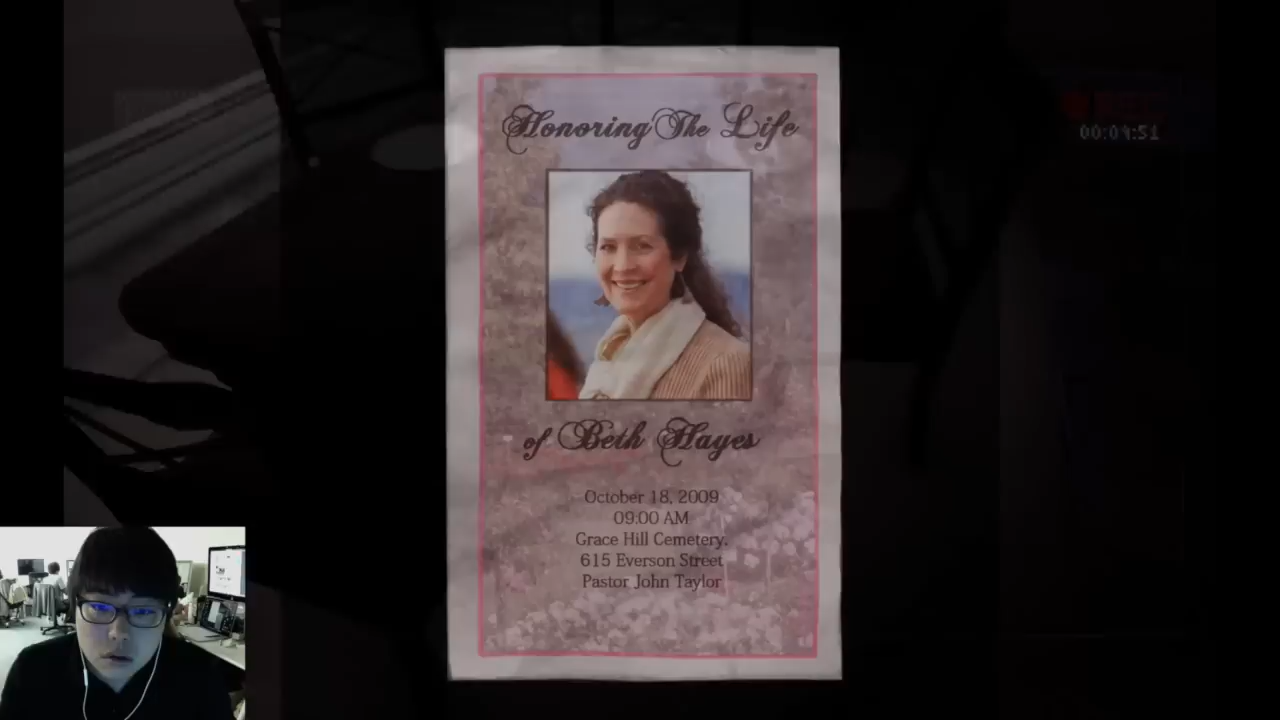 Honoring The Life
of Beth Hayes
October 18, 2009
09:00 AM
Grace Hill Cemetery,
615 Everson Street
Pastor John Taylor
00:04:51